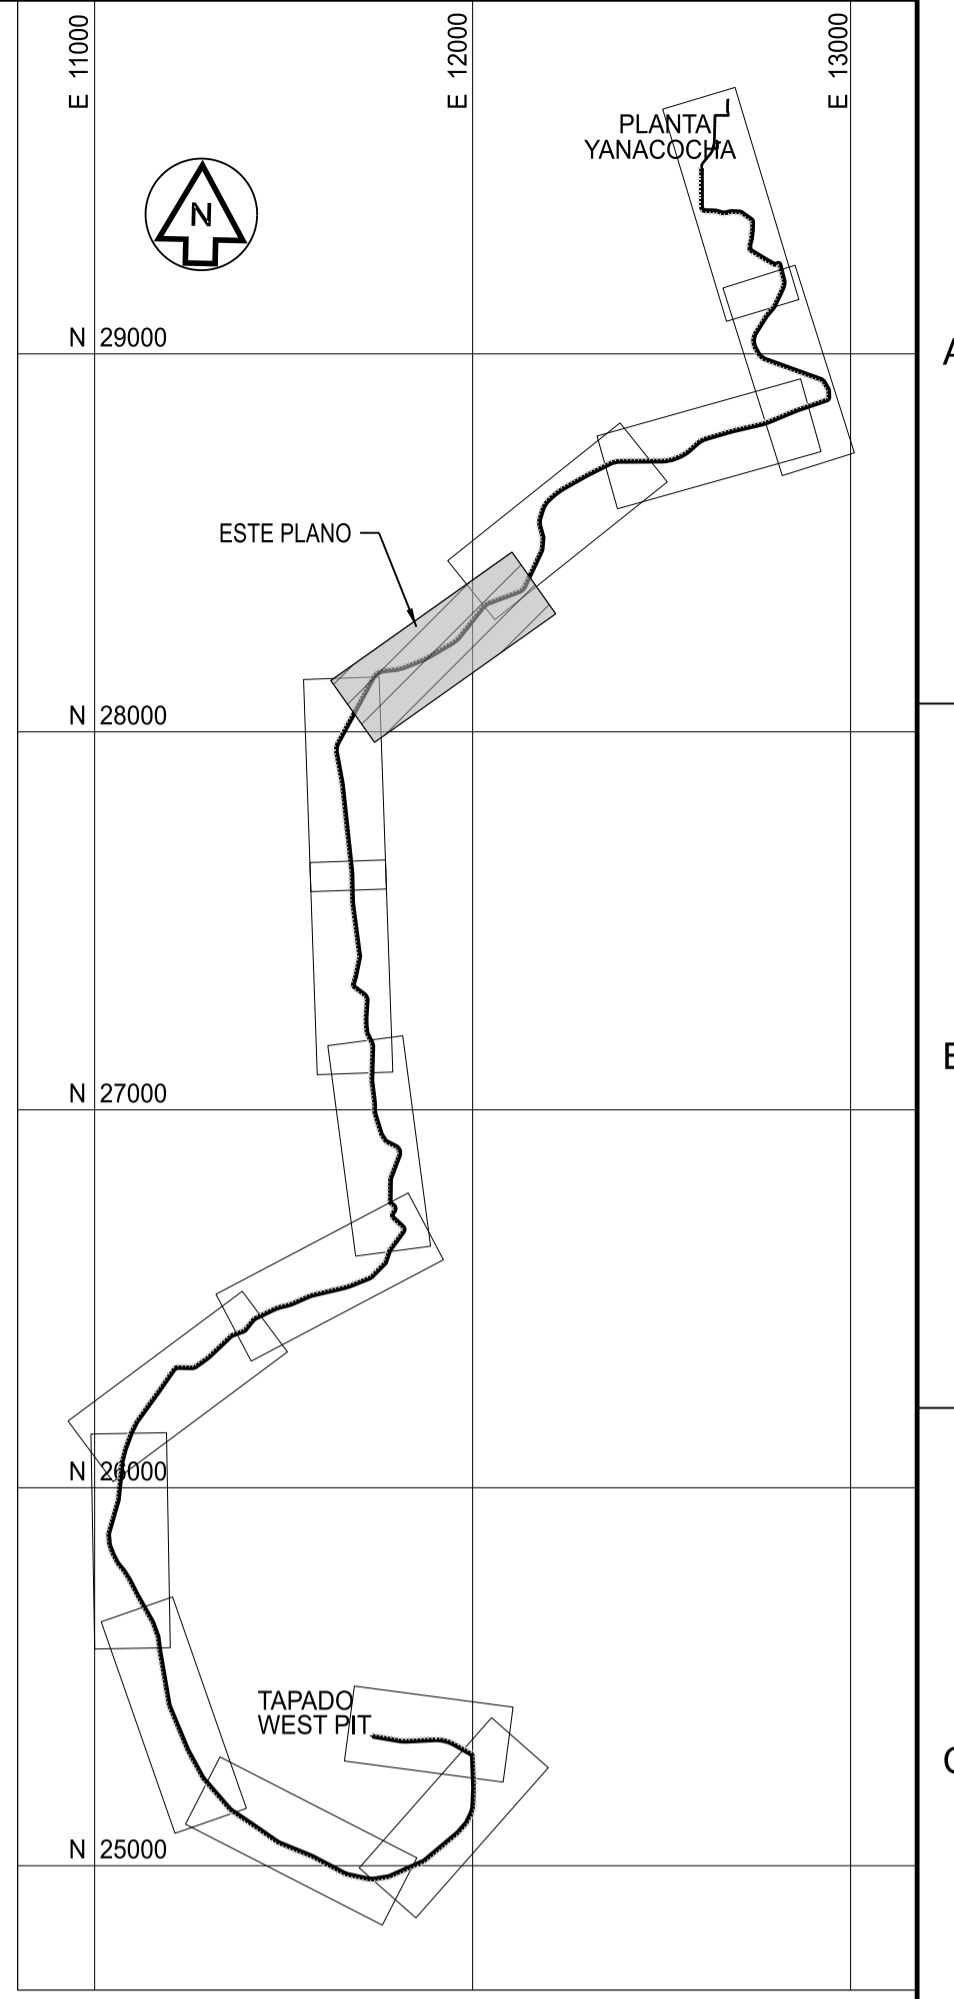 E 11000
E 12000
E 13000
PLANTA
YANACOCHA
N
N 29000
A
ESTE PLANO
N 28000
B
N 27000
N 26000
TAPADO
WEST PIT
C
N 25000